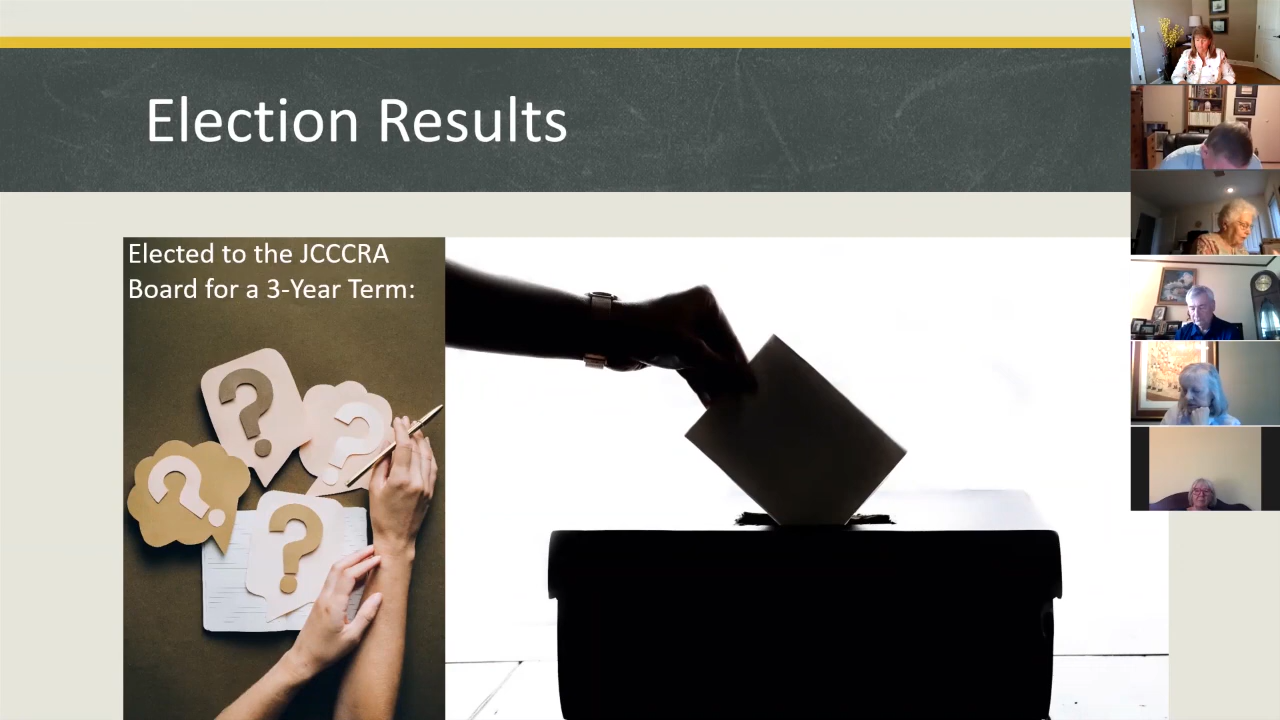 Election Results
Elected to the JCCCRA
Board for a 3-Year Term: